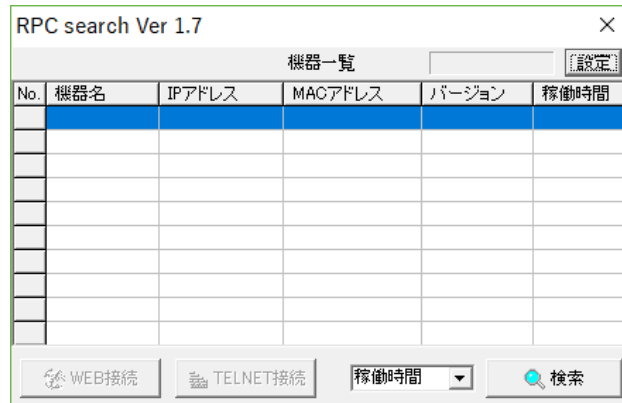 RPC search Ver 1.7
機器一覧 設定
No. 機器名 IPアドレス MACアドレス バージョン 稼働時間
WEB接続 TELNET接続 稼働時間 検索